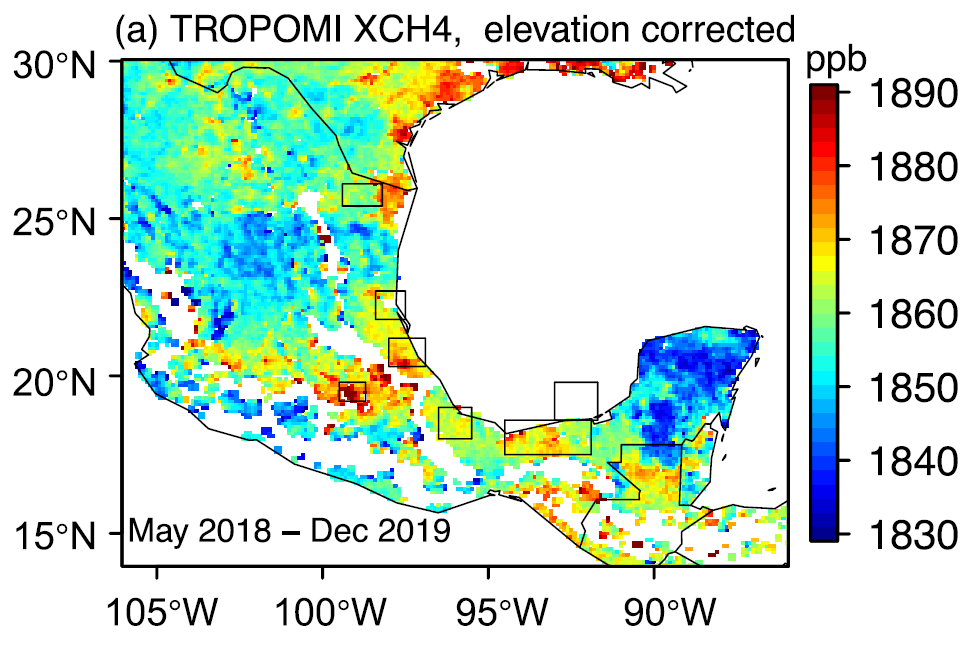 (a) TROPOMI XCH4, elevation corrected
ppb
30°N
25°N
20°N
15°N
May 2018 – Dec 2019
105°W 100°W 95°W 90°W
1890
1880
1870
1860
1850
1840
1830